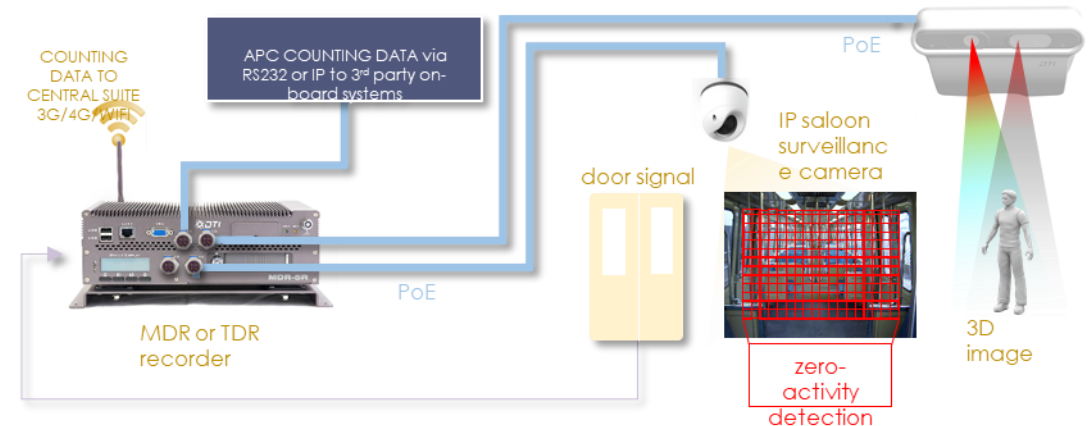 COUNTING
DATA TO
CENTRAL SUITE
3G/4G/WIFI
APC COUNTING DATA via
RS232 or IP to 3rd party on-
board systems
PoE
IP saloon
surveillanc
e camera
door signal
DTI
DTI
MDR-5R
PoE
MDR or TDR
recorder
3D
image
zero-
activity
detection